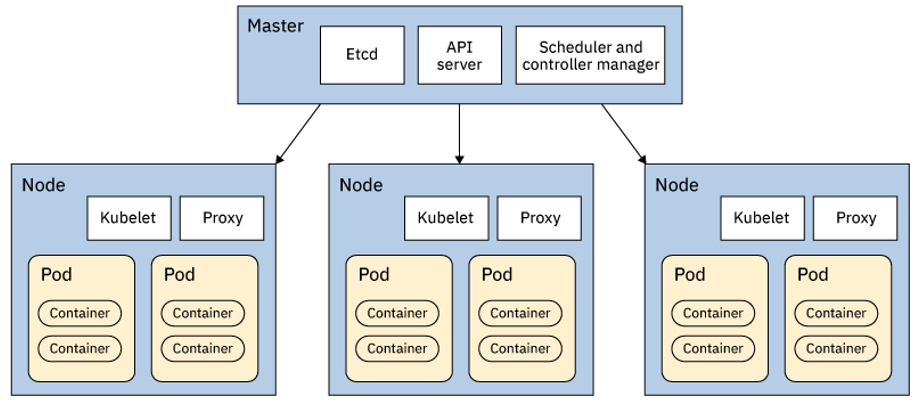 Master
Etcd
API
server
Scheduler and
controller manager
Node
Kubelet
Proxy
Pod
Container
Container
Pod
Container
Container
Node
Kubelet
Proxy
Pod
Container
Container
Pod
Container
Container
Node
Kubelet
Proxy
Pod
Container
Container
Pod
Container
Container